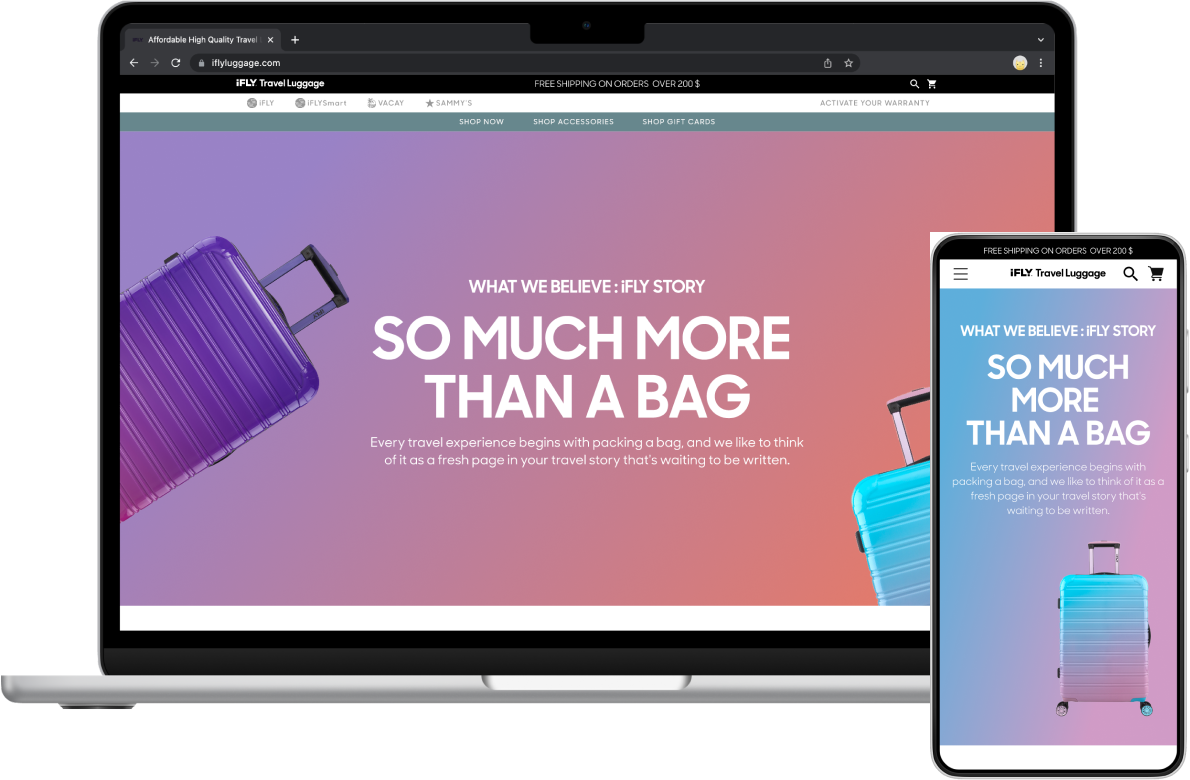 Affordable High Quality Travel
iflyluggage.com
iFLY Travel Luggage
FREE SHIPPING ON ORDERS OVER 200 $
iFLY
iFLYSmart
VACAY
SAMMY'S
ACTIVATE YOUR WARRANTY
SHOP NOW
SHOP ACCESSORIES
SHOP GIFT CARDS
WHAT WE BELIEVE : iFLY STORY
SO MUCH MORE
THAN A BAG
Every travel experience begins with packing a bag, and we like to think
of it as a fresh page in your travel story that's waiting to be written.
FREE SHIPPING ON ORDERS OVER 200 $
iFLY Travel Luggage
WHAT WE BELIEVE : iFLY STORY
SO MUCH
MORE
THAN A BAG
Every travel experience begins with
packing a bag, and we like to think of it as a
fresh page in your travel story that's
waiting to be written.